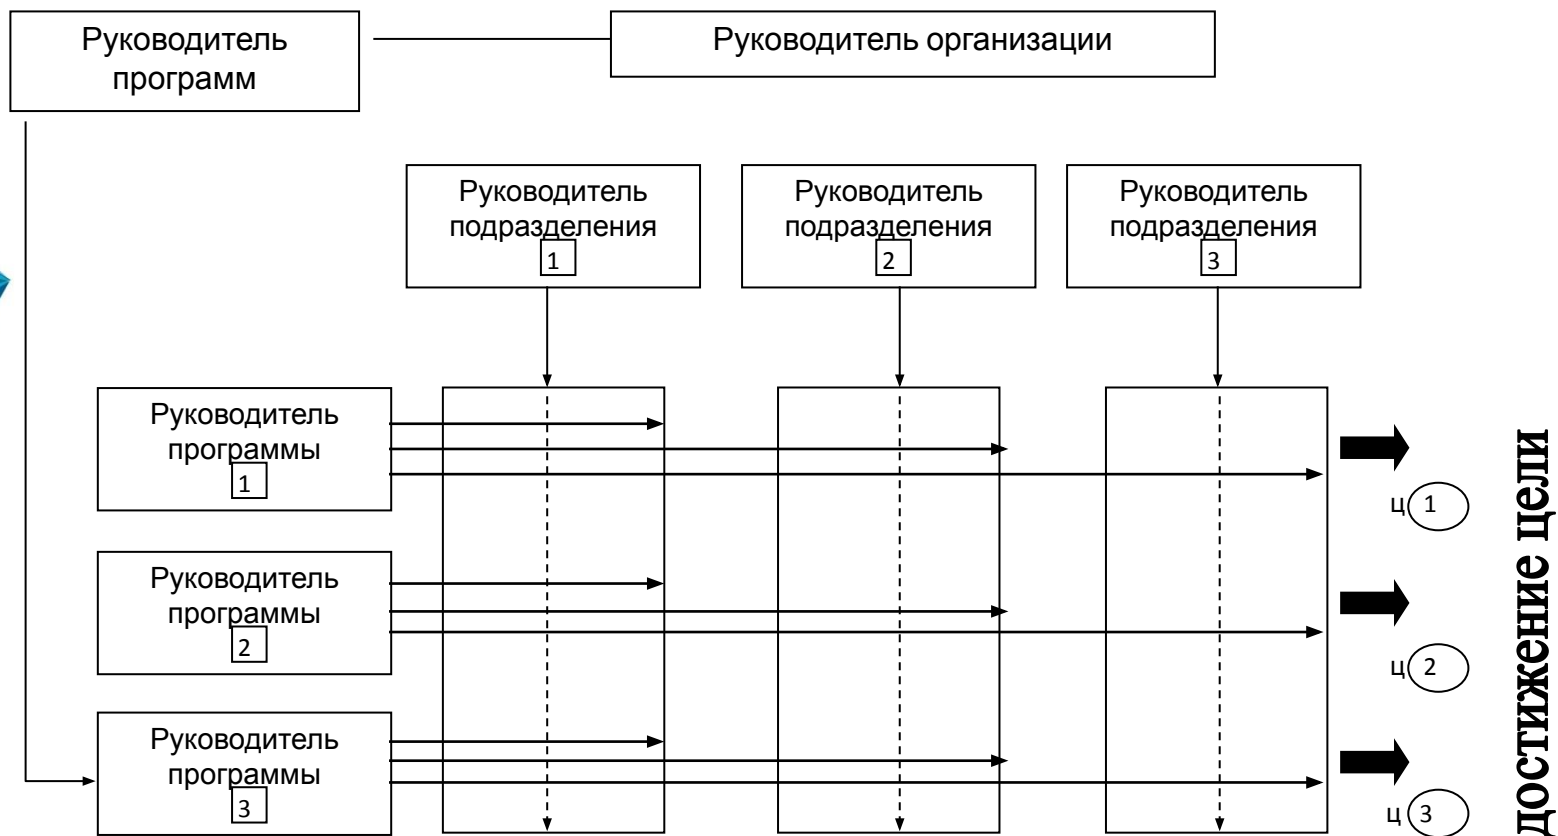 Руководитель
программ
Руководитель организации
Руководитель
подразделения
1
Руководитель
подразделения
2
Руководитель
подразделения
3
Руководитель
программы
1
ц 1
Руководитель
программы
2
ц 2
Руководитель
программы
3
ц 3
достижение цели